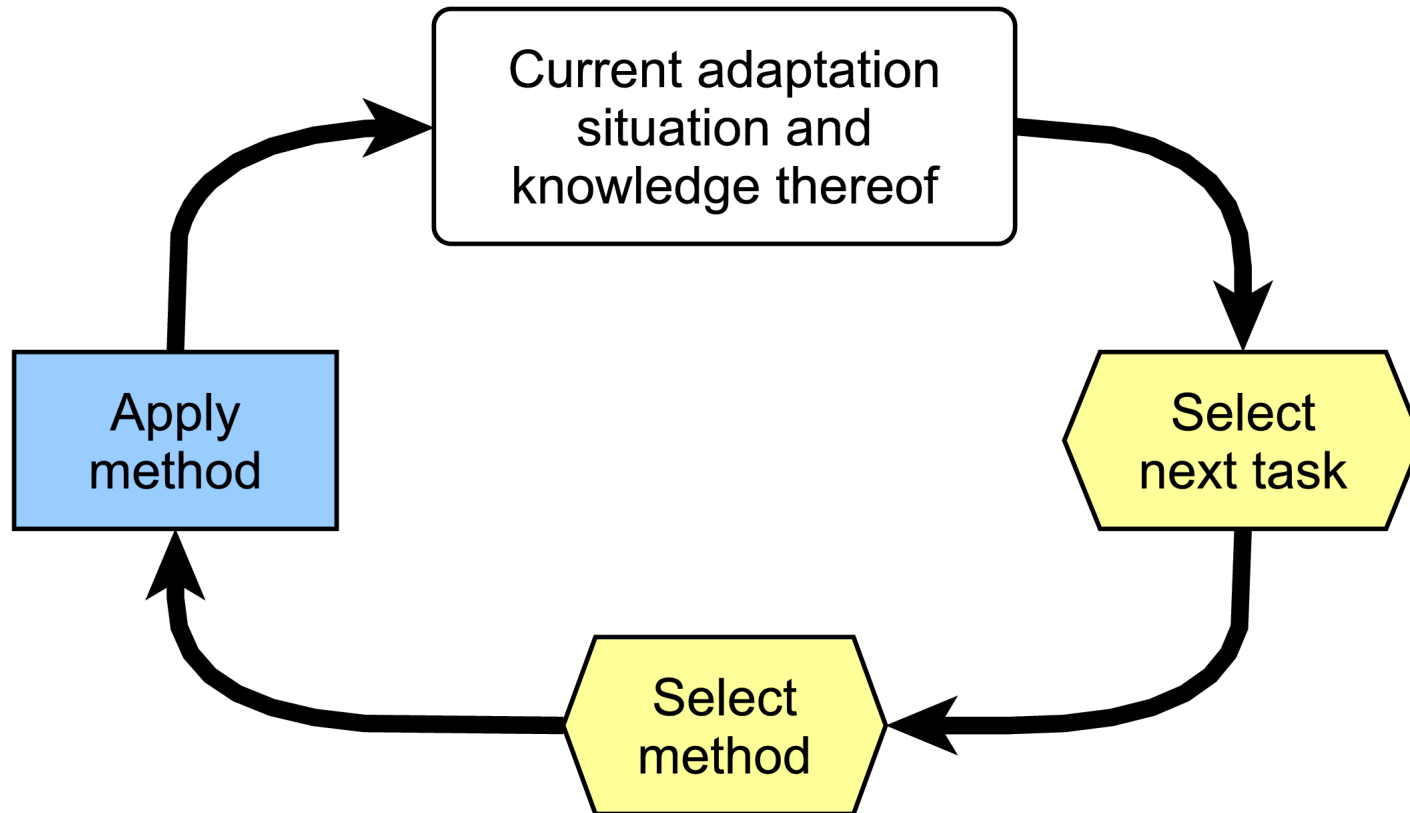 Current adaptation
situation and
knowledge thereof
Select
next task
Select
method
Apply
method